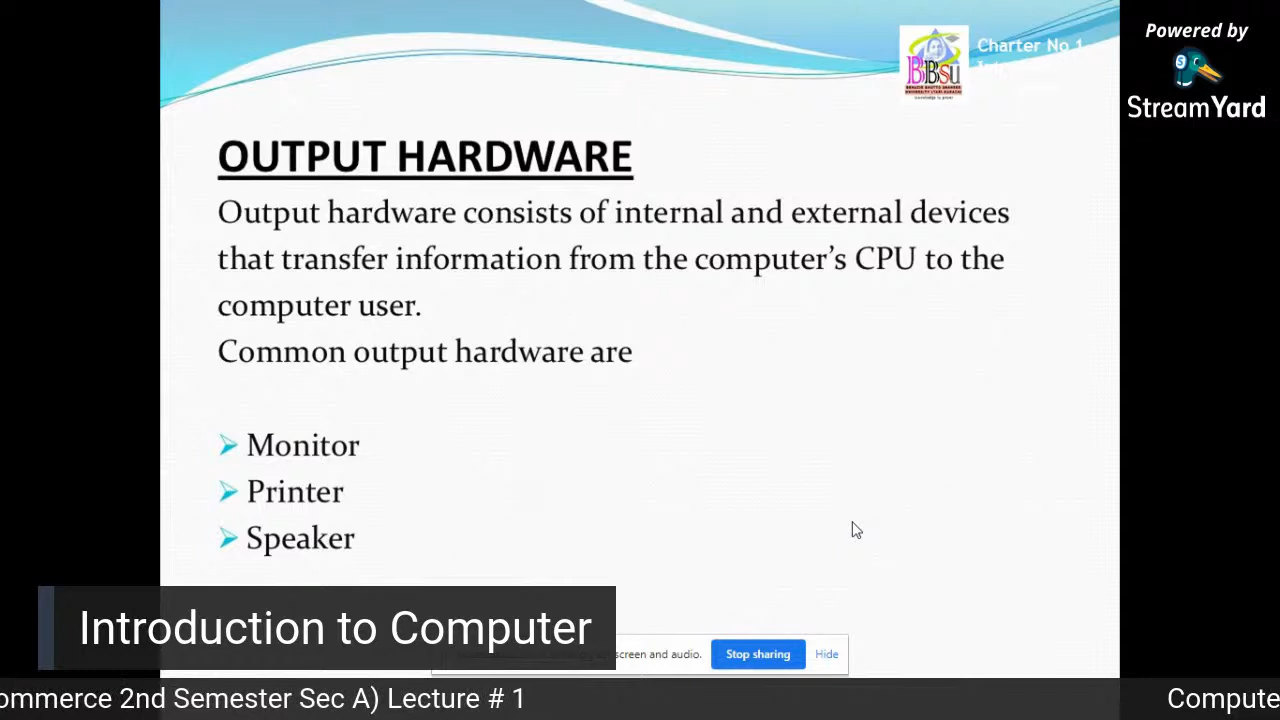 Charter No 1
Powered by
StreamYard
BBSU
OUTPUT HARDWARE
Output hardware consists of internal and external devices
that transfer information from the computer’s CPU to the
computer user.
Common output hardware are
Monitor
Printer
Speaker
Introduction to Computer
screen and audio.
Stop sharing
Hide
ommerce 2nd Semester Sec A) Lecture # 1
Compute